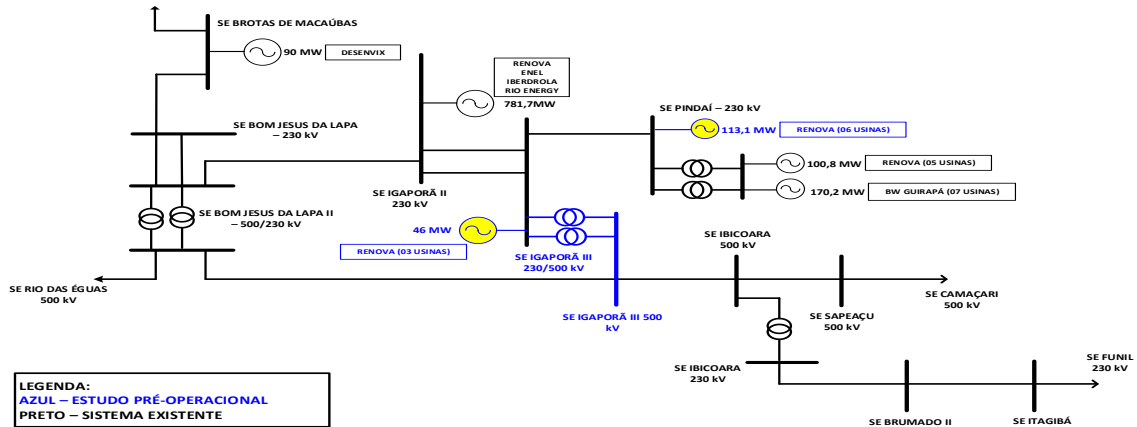 SE BROTAS DE MACAÚBAS
90 MW
DESENVIX
RENOVA
ENEL
IBERDROLA
RIO ENERGY
781,7MW
SE PINDAÍ – 230 kV
113,1 MW
RENOVA (06 USINAS)
SE BOM JESUS DA LAPA
– 230 kV
100,8 MW
RENOVA (05 USINAS)
170,2 MW
BW GUIRAPÁ (07 USINAS)
SE IGAPORÃ II
230 kV
SE BOM JESUS DA LAPA II
– 500/230 kV
46 MW
RENOVA (03 USINAS)
SE IGAPORÃ III
230/500 kV
SE IBICOARA
500 kV
SE RIO DAS ÉGUAS
500 kV
SE IGAPORÃ III 500
kV
SE SAPEAÇU
500 kV
SE CAMAÇARI
500 kV
SE IBICOARA
230 kV
SE FUNIL
230 kV
SE BRUMADO II
SE ITAGIBÁ
LEGENDA:
AZUL – ESTUDO PRÉ-OPERACIONAL
PRETO – SISTEMA EXISTENTE